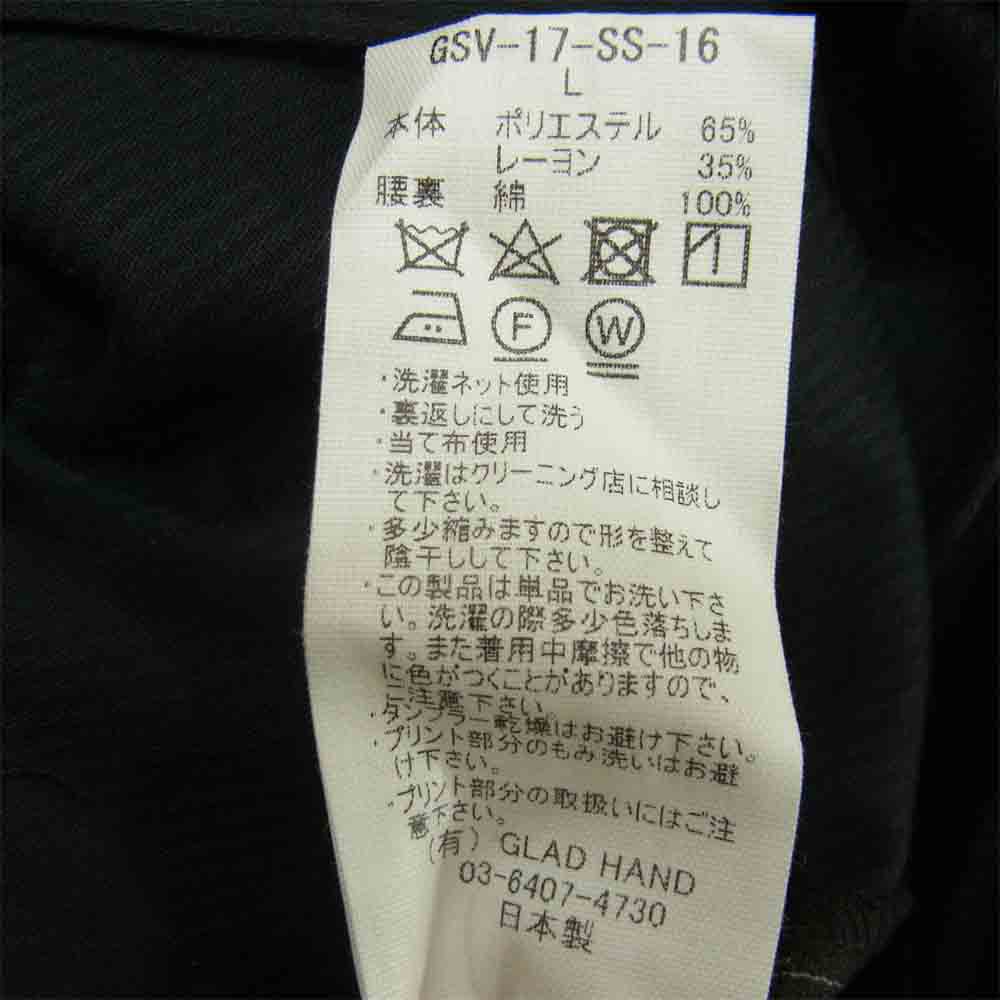 GSV-17-SS-16
L
本体 ポリエステル 65%
レーヨン 35%
腰裏 綿 100%
F W
・洗濯ネット使用
・裏返しにして洗う
・当て布使用
・洗濯はクリーニング店に相談し
て下さい。
・多少縮みますので形を整えて
陰干しして下さい。
・この製品は単品でお洗い下さ
い。洗濯の際多少色落ちしま
す。また着用中摩擦で他の物
に色がつくことがありますので、
ご注意下さい。
・タンブラー乾燥はお避け下さい。
・プリント部分のもみ洗いはお避
け下さい。
・プリント部分の取扱いにはご注
意下さい。
(有) GLAD HAND
03-6407-4730
日本製